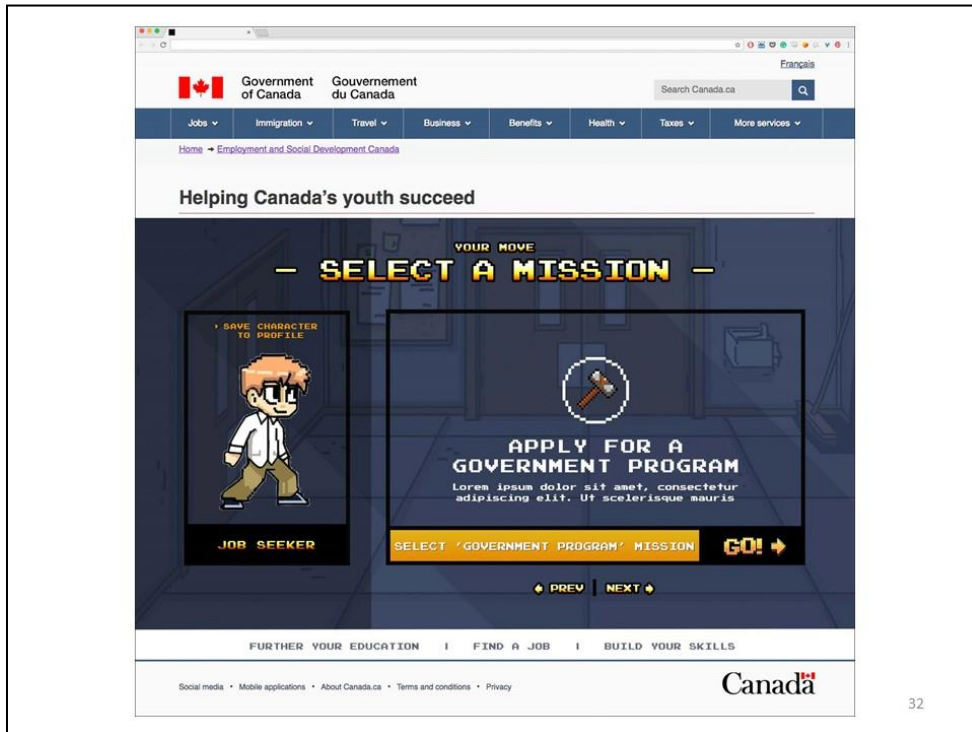 Français
Government of Canada
Gouvernement du Canada
Search Canada.ca
Jobs Immigration Travel Business Benefits Health Taxes More services
Home → Employment and Social Development Canada
Helping Canada's youth succeed
YOUR MOVE
— SELECT A MISSION —
› SAVE CHARACTER
TO PROFILE
JOB SEEKER
APPLY FOR A
GOVERNMENT PROGRAM
Lorem ipsum dolor sit amet, consectetur
adipiscing elit. Ut scelerisque mauris
SELECT 'GOVERNMENT PROGRAM' MISSION GO!
PREV | NEXT
FURTHER YOUR EDUCATION | FIND A JOB | BUILD YOUR SKILLS
Social media • Mobile applications • About Canada.ca • Terms and conditions • Privacy
Canada
32